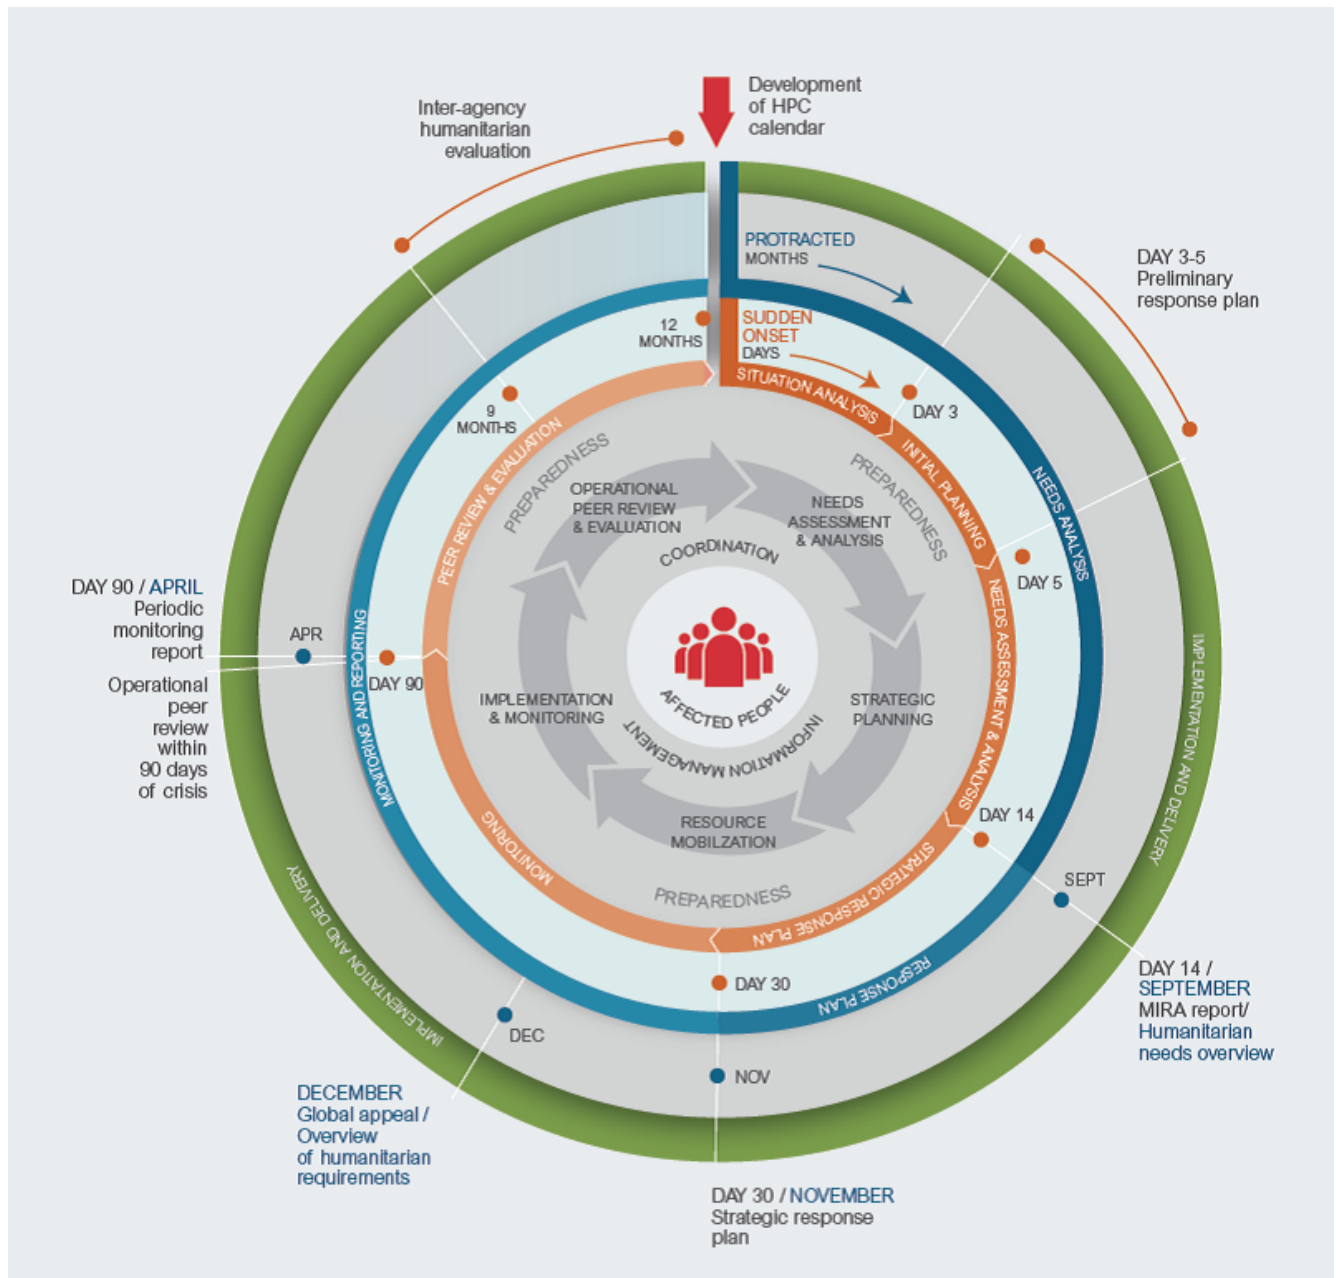 Development
of HPC
calendar
Inter-agency
humanitarian
evaluation
DAY 3-5
Preliminary
response plan
PROTRACTED
MONTHS
SUDDEN
ONSET
DAYS
12
MONTHS
9
MONTHS
SITUATION ANALYSIS
DAY 3
INITIAL PLANNING
DAY 5
NEEDS ANALYSIS
NEEDS ASSESSMENT & ANALYSIS
DAY 14
SEPT
STRATEGIC RESPONSE PLAN
RESPONSE PLAN
DAY 30
NOV
DEC
MONITORING
MONITORING AND REPORTING
APR
DAY 90
PEER REVIEW & EVALUATION
PREPAREDNESS
PREPAREDNESS
PREPAREDNESS
OPERATIONAL
PEER REVIEW
& EVALUATION
NEEDS
ASSESSMENT
& ANALYSIS
STRATEGIC
PLANNING
RESOURCE
MOBILZATION
IMPLEMENTATION
& MONITORING
COORDINATION
AFFECTED PEOPLE
INFORMATION MANAGEMENT
IMPLEMENTATION AND DELIVERY
IMPLEMENTATION AND DELIVERY
DAY 90 / APRIL
Periodic
monitoring
report
Operational
peer
review
within
90 days
of crisis
DAY 14 /
SEPTEMBER
MIRA report/
Humanitarian
needs overview
DECEMBER
Global appeal /
Overview
of humanitarian
requirements
DAY 30 / NOVEMBER
Strategic response
plan